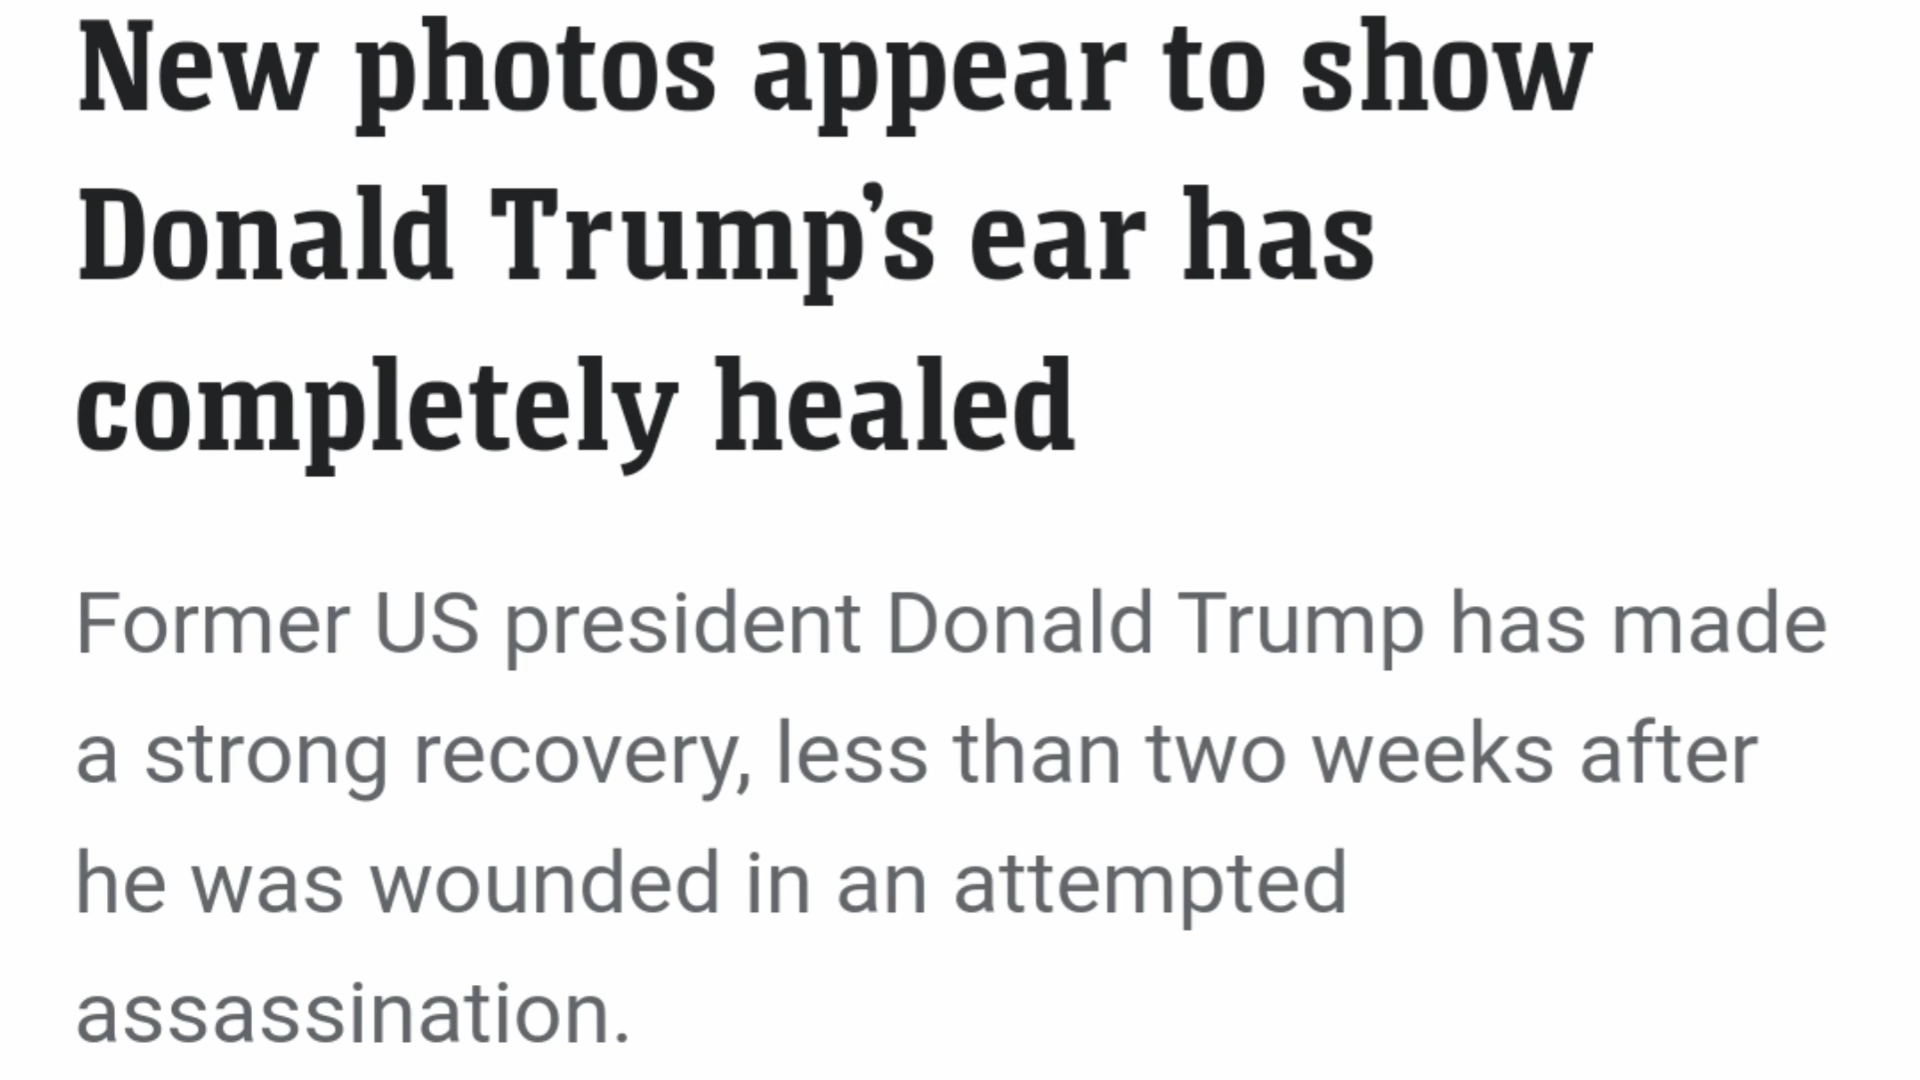 New photos appear to show
Donald Trump’s ear has
completely healed
Former US president Donald Trump has made
a strong recovery, less than two weeks after
he was wounded in an attempted
assassination.